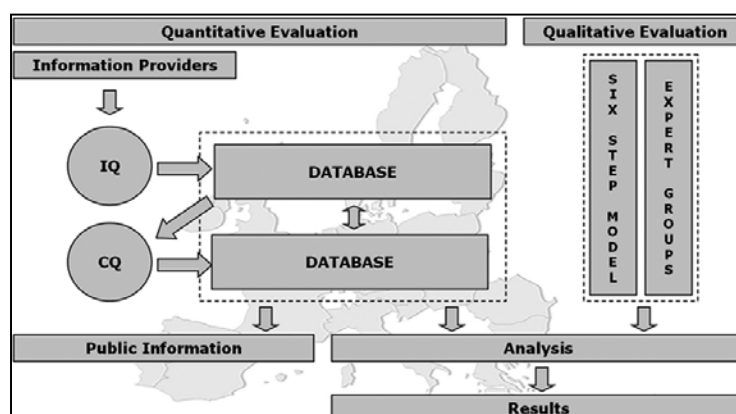 Quantitative Evaluation
Qualitative Evaluation
Information Providers
IQ
DATABASE
CQ
DATABASE
SIX STEP MODEL
EXPERT GROUPS
Public Information
Analysis
Results